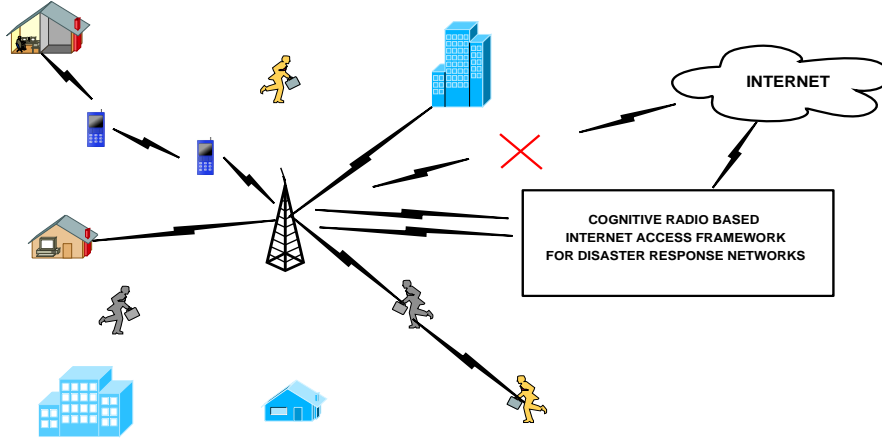 INTERNET
COGNITIVE RADIO BASED
INTERNET ACCESS FRAMEWORK
FOR DISASTER RESPONSE NETWORKS